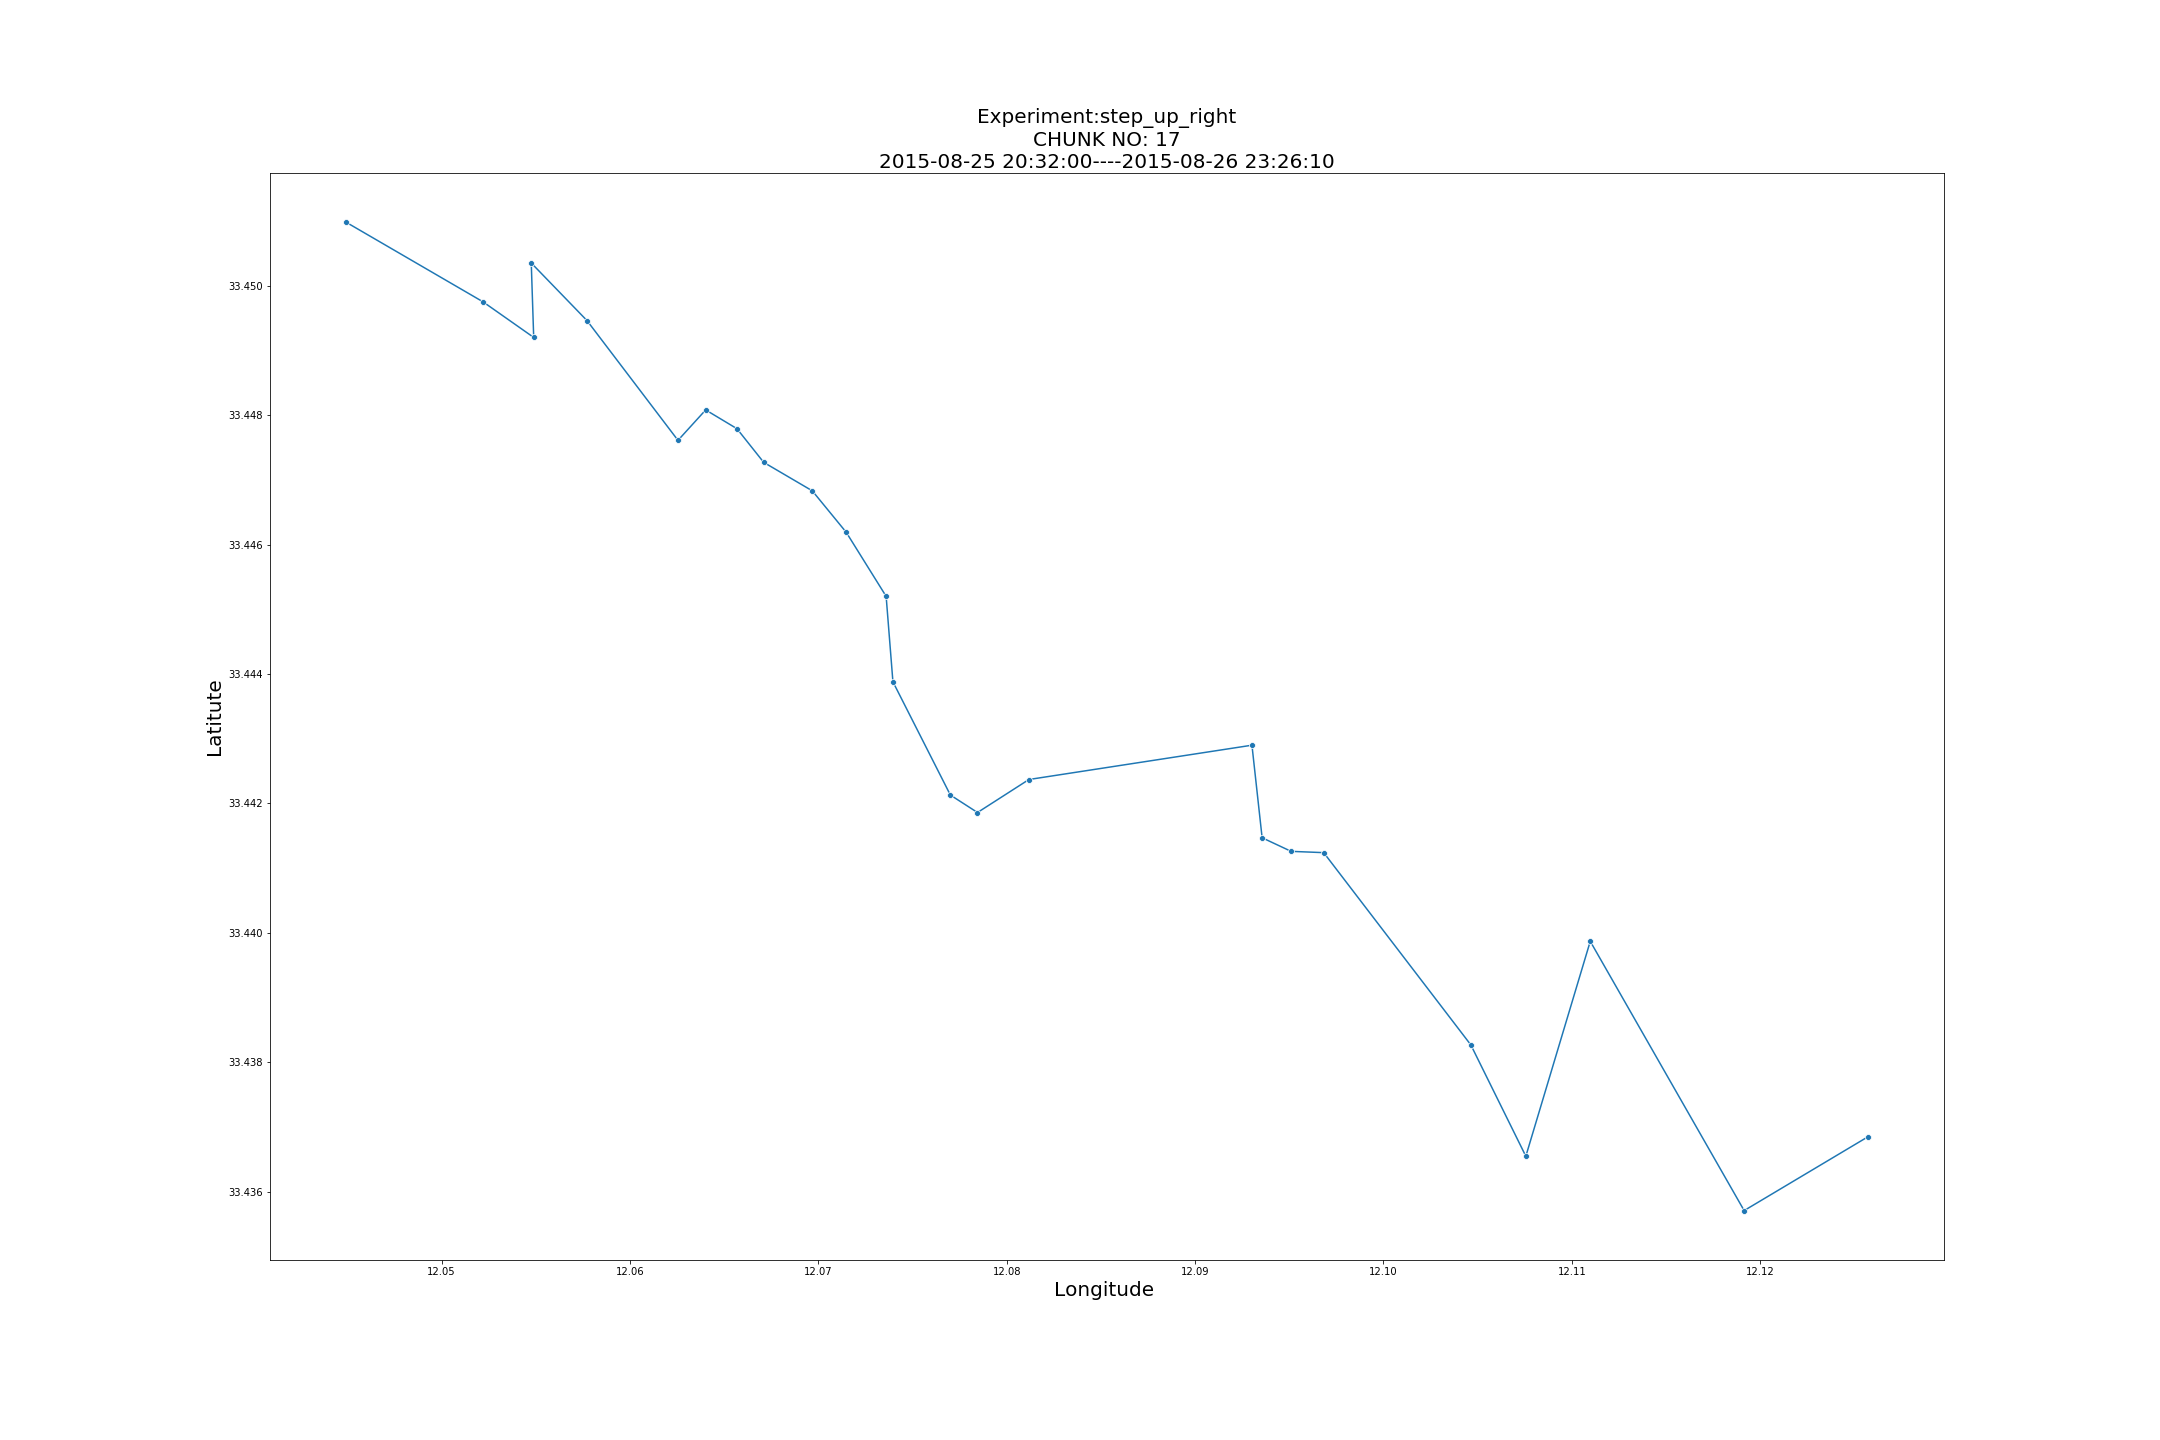 Experiment:step_up_right
CHUNK NO: 17
2015-08-25 20:32:00----2015-08-26 23:26:10
33.450
33.448
33.446
33.444
33.442
33.440
33.438
33.436
Latitute
12.05 12.06 12.07 12.08 12.09 12.10 12.11 12.12
Longitude